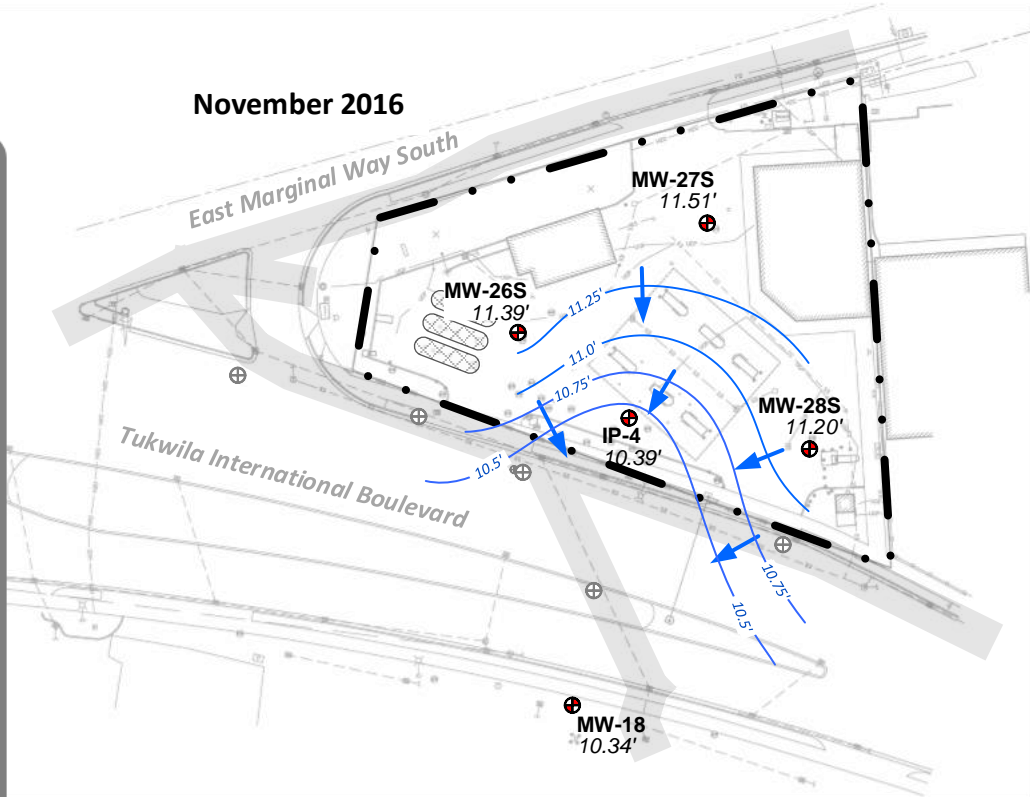 November 2016
East Marginal Way South
MW-27S
11.51'
MW-26S
11.39'
11.25'
11.0'
10.75'
MW-28S
11.20'
IP-4
10.39'
10.5'
Tukwila International Boulevard
10.75'
10.5'
MW-18
10.34'